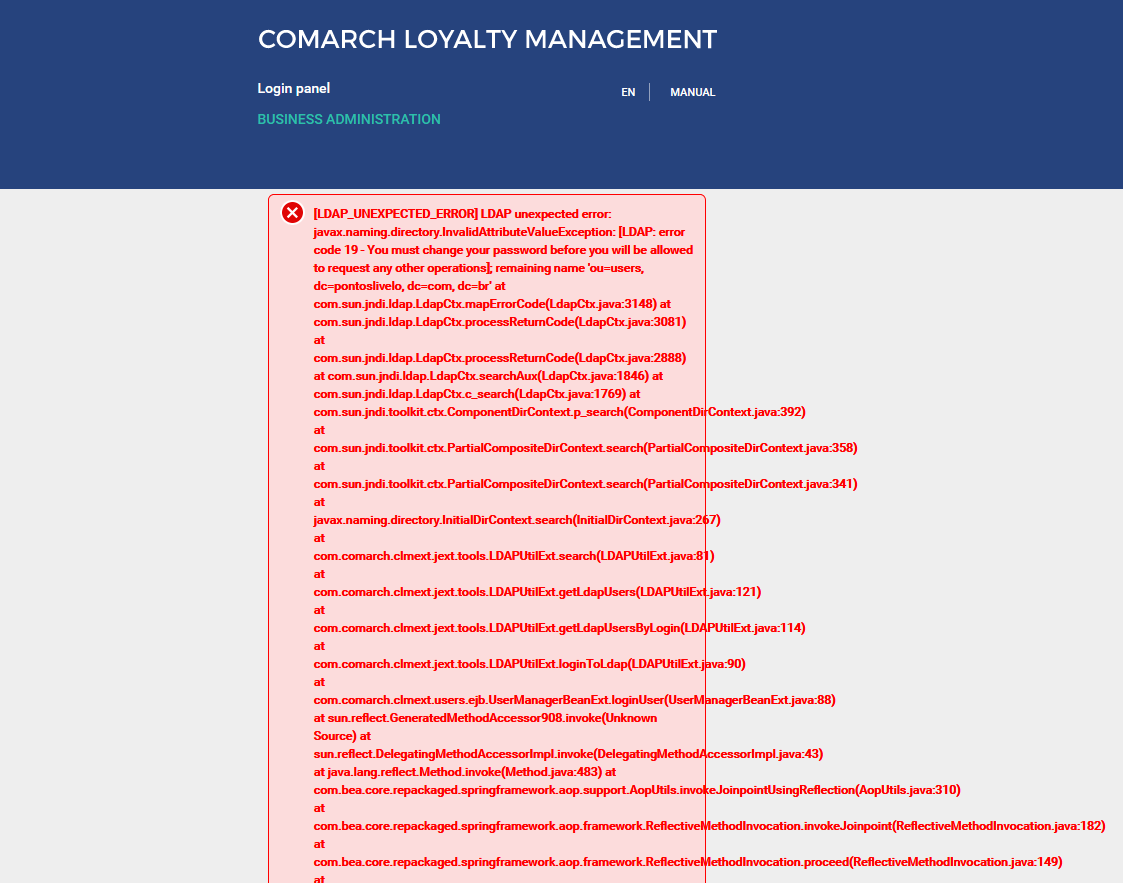 COMARCH LOYALTY MANAGEMENT
Login panel
EN
MANUAL
BUSINESS ADMINISTRATION
[LDAP_UNEXPECTED_ERROR] LDAP unexpected error:
javax.naming.directory.InvalidAttributeValueException: [LDAP: error
code 19 - You must change your password before you will be allowed
to request any other operations]; remaining name 'ou=users,
dc=pontoslivelo, dc=com, dc=br' at
com.sun.jndi.ldap.LdapCtx.mapErrorCode(LdapCtx.java:3148) at
com.sun.jndi.ldap.LdapCtx.processReturnCode(LdapCtx.java:3081)
at
com.sun.jndi.ldap.LdapCtx.processReturnCode(LdapCtx.java:2888)
at com.sun.jndi.ldap.LdapCtx.searchAux(LdapCtx.java:1846) at
com.sun.jndi.ldap.LdapCtx.c_search(LdapCtx.java:1769) at
com.sun.jndi.toolkit.ctx.ComponentDirContext.p_search(ComponentDirContext.java:392)
at
com.sun.jndi.toolkit.ctx.PartialCompositeDirContext.search(PartialCompositeDirContext.java:358)
at
com.sun.jndi.toolkit.ctx.PartialCompositeDirContext.search(PartialCompositeDirContext.java:341)
at
javax.naming.directory.InitialDirContext.search(InitialDirContext.java:267)
at
com.comarch.clmext.jext.tools.LDAPUtilExt.search(LDAPUtilExt.java:81)
at
com.comarch.clmext.jext.tools.LDAPUtilExt.getLdapUsers(LDAPUtilExt.java:121)
at
com.comarch.clmext.jext.tools.LDAPUtilExt.getLdapUsersByLogin(LDAPUtilExt.java:114)
at
com.comarch.clmext.jext.tools.LDAPUtilExt.loginToLdap(LDAPUtilExt.java:90)
at
com.comarch.clmext.users.ejb.UserManagerBeanExt.loginUser(UserManagerBeanExt.java:88)
at sun.reflect.GeneratedMethodAccessor908.invoke(Unknown
Source) at
sun.reflect.DelegatingMethodAccessorImpl.invoke(DelegatingMethodAccessorImpl.java:43)
at java.lang.reflect.Method.invoke(Method.java:483) at
com.bea.core.repackaged.springframework.aop.support.AopUtils.invokeJoinpointUsingReflection(AopUtils.java:310)
at
com.bea.core.repackaged.springframework.aop.framework.ReflectiveMethodInvocation.invokeJoinpoint(ReflectiveMethodInvocation.java:182)
at
com.bea.core.repackaged.springframework.aop.framework.ReflectiveMethodInvocation.proceed(ReflectiveMethodInvocation.java:149)
at